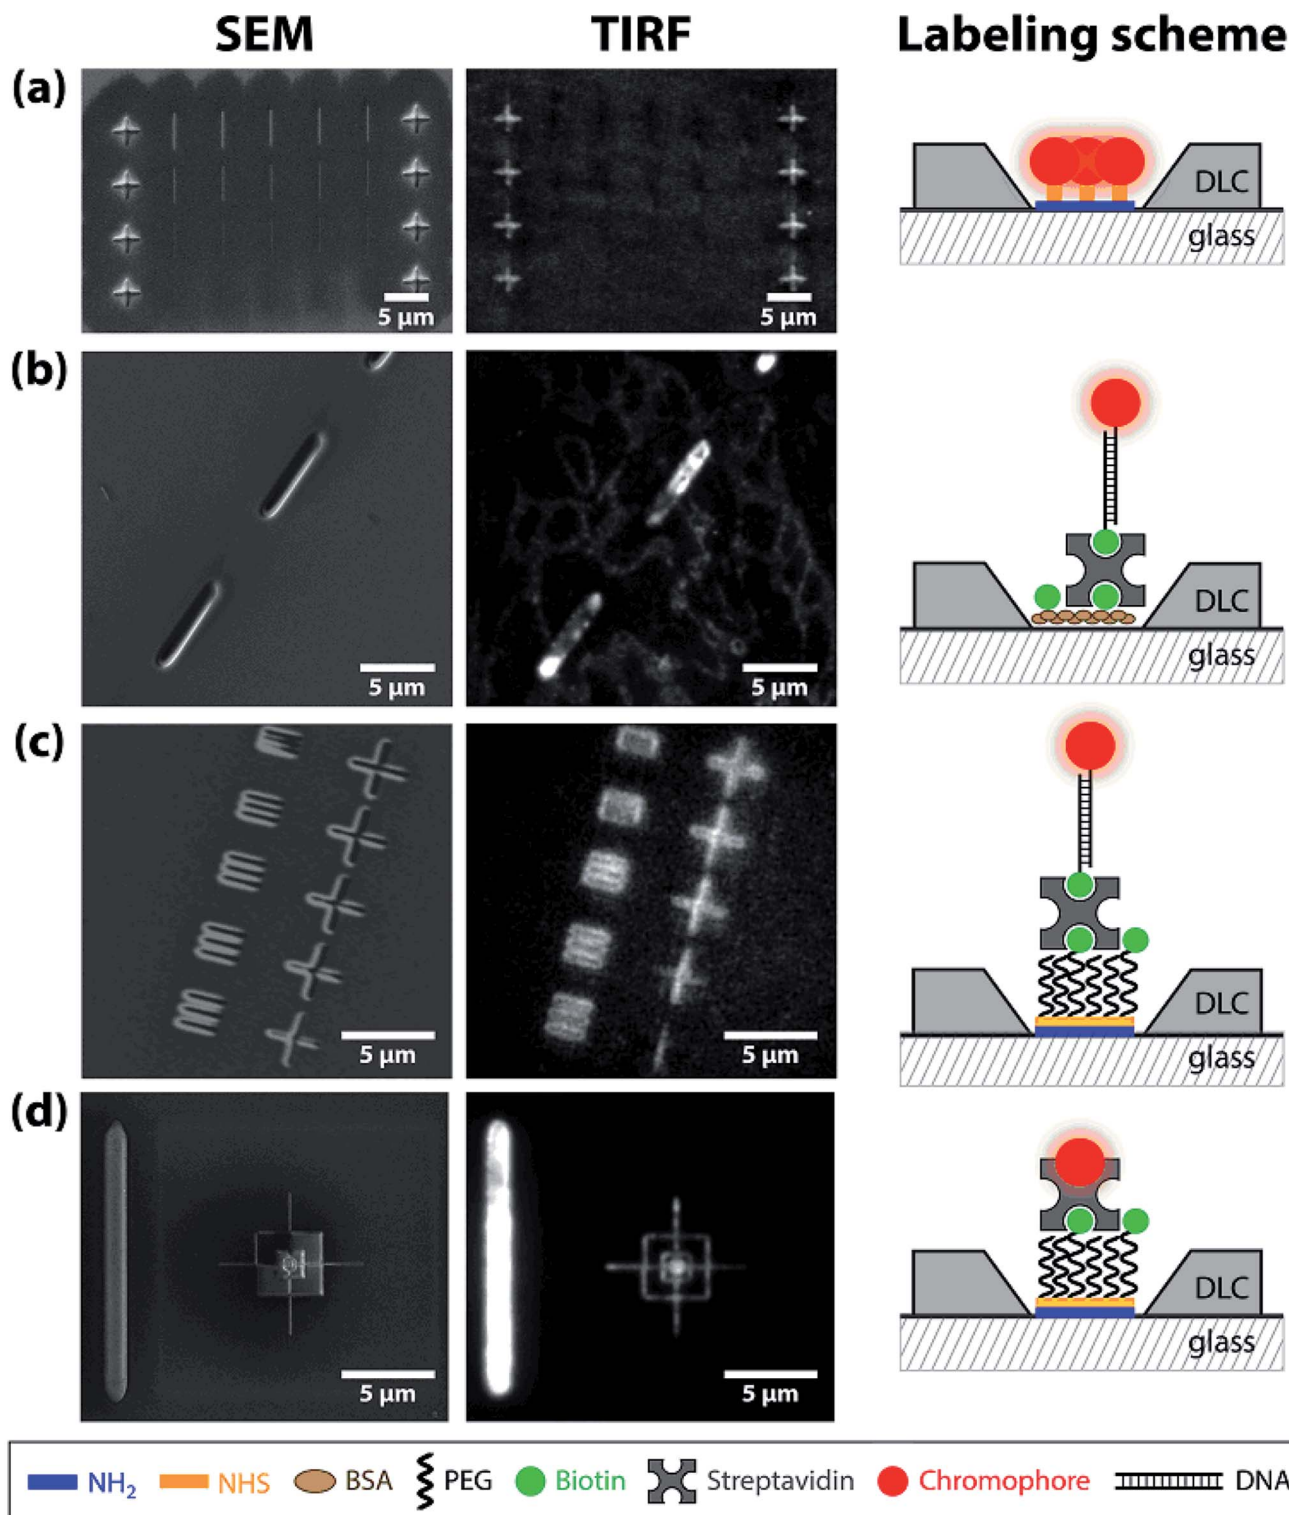 SEM TIRF Labeling scheme
(a)
5 µm
5 µm
DLC
glass
(b)
5 µm
5 µm
DLC
glass
(c)
5 µm
5 µm
DLC
glass
(d)
5 µm
5 µm
DLC
glass
NH₂ NHS BSA PEG Biotin Streptavidin Chromophore DNA